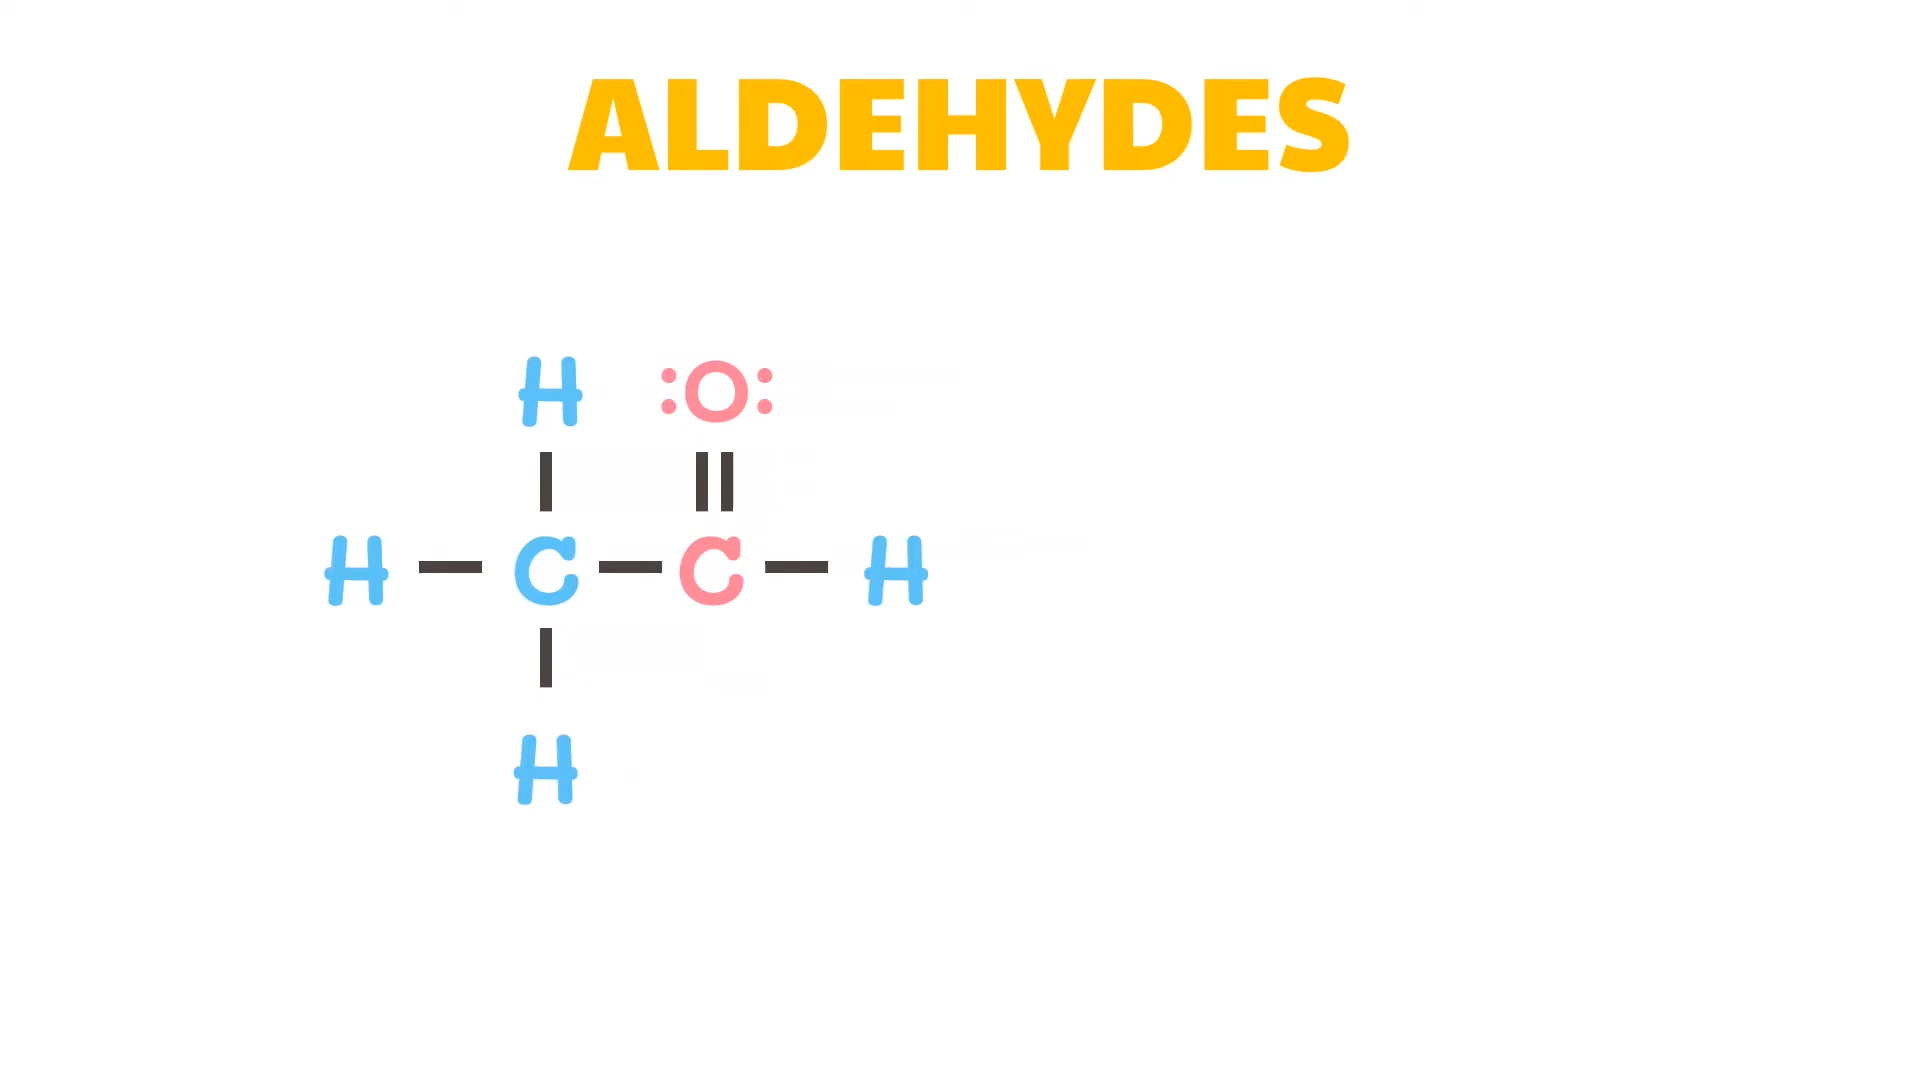 ALDEHYDES
H :O:
H — C — C — H
H